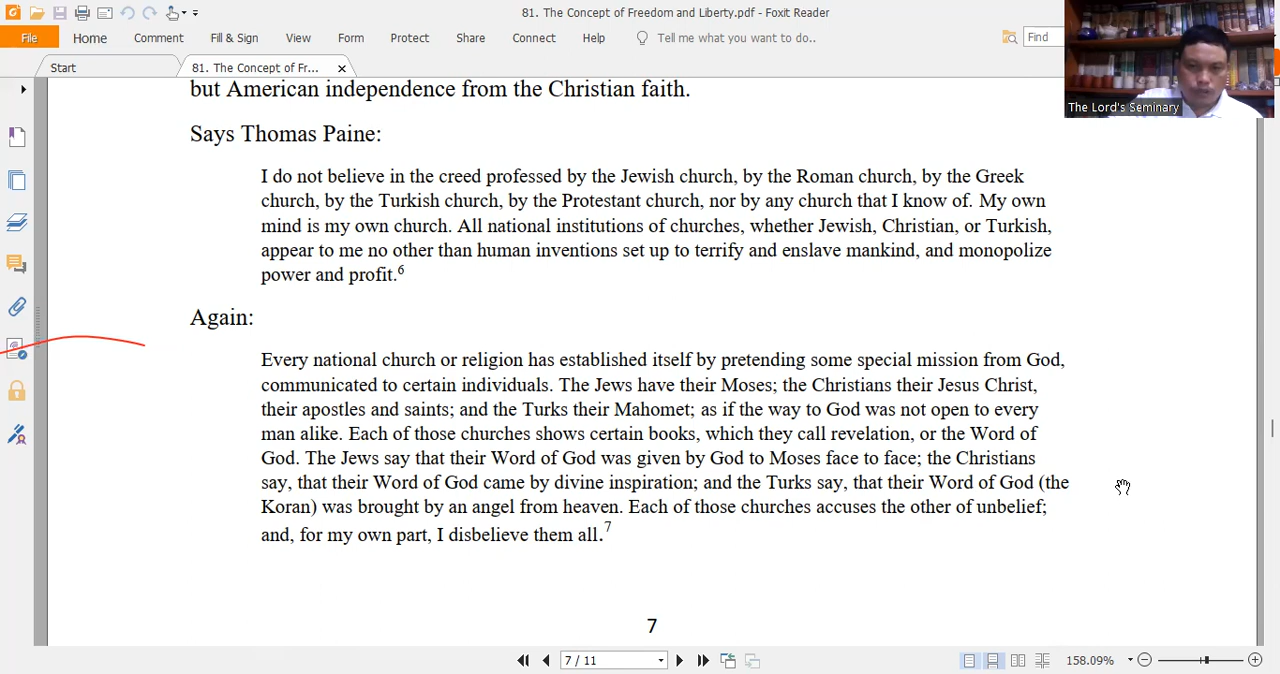 81. The Concept of Freedom and Liberty.pdf - Foxit Reader
File Home Comment Fill & Sign View Form Protect Share Connect Help Tell me what you want to do.. Find
Start 81. The Concept of Fr...
The Lord's Seminary
but American independence from the Christian faith.
Says Thomas Paine:
I do not believe in the creed professed by the Jewish church, by the Roman church, by the Greek
church, by the Turkish church, by the Protestant church, nor by any church that I know of. My own
mind is my own church. All national institutions of churches, whether Jewish, Christian, or Turkish,
appear to me no other than human inventions set up to terrify and enslave mankind, and monopolize
power and profit.6
Again:
Every national church or religion has established itself by pretending some special mission from God,
communicated to certain individuals. The Jews have their Moses; the Christians their Jesus Christ,
their apostles and saints; and the Turks their Mahomet; as if the way to God was not open to every
man alike. Each of those churches shows certain books, which they call revelation, or the Word of
God. The Jews say that their Word of God was given by God to Moses face to face; the Christians
say, that their Word of God came by divine inspiration; and the Turks say, that their Word of God (the
Koran) was brought by an angel from heaven. Each of those churches accuses the other of unbelief;
and, for my own part, I disbelieve them all.7
7
7 / 11
158.09%